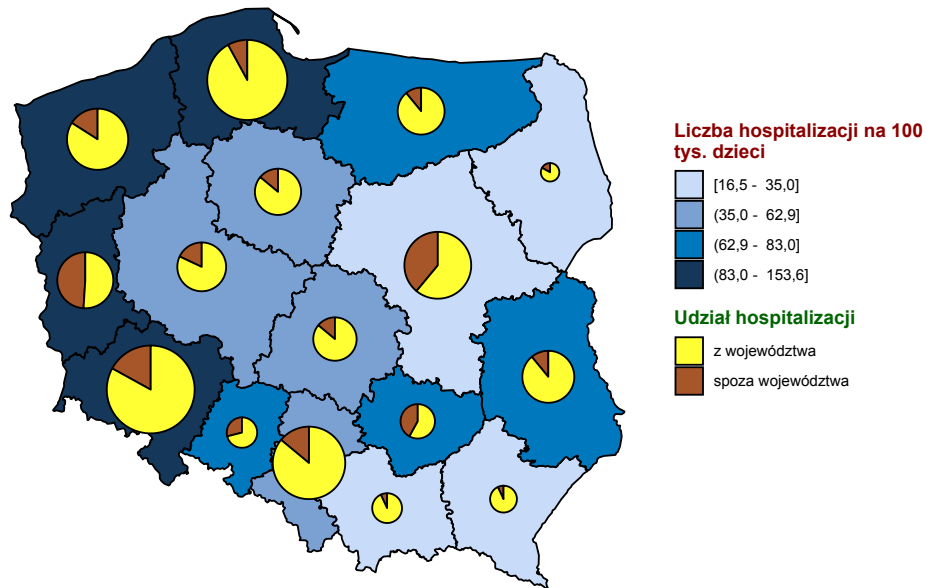 Liczba hospitalizacji na 100
tys. dzieci
[16,5 - 35,0]
(35,0 - 62,9]
(62,9 - 83,0]
(83,0 - 153,6]
Udział hospitalizacji
z województwa
spoza województwa